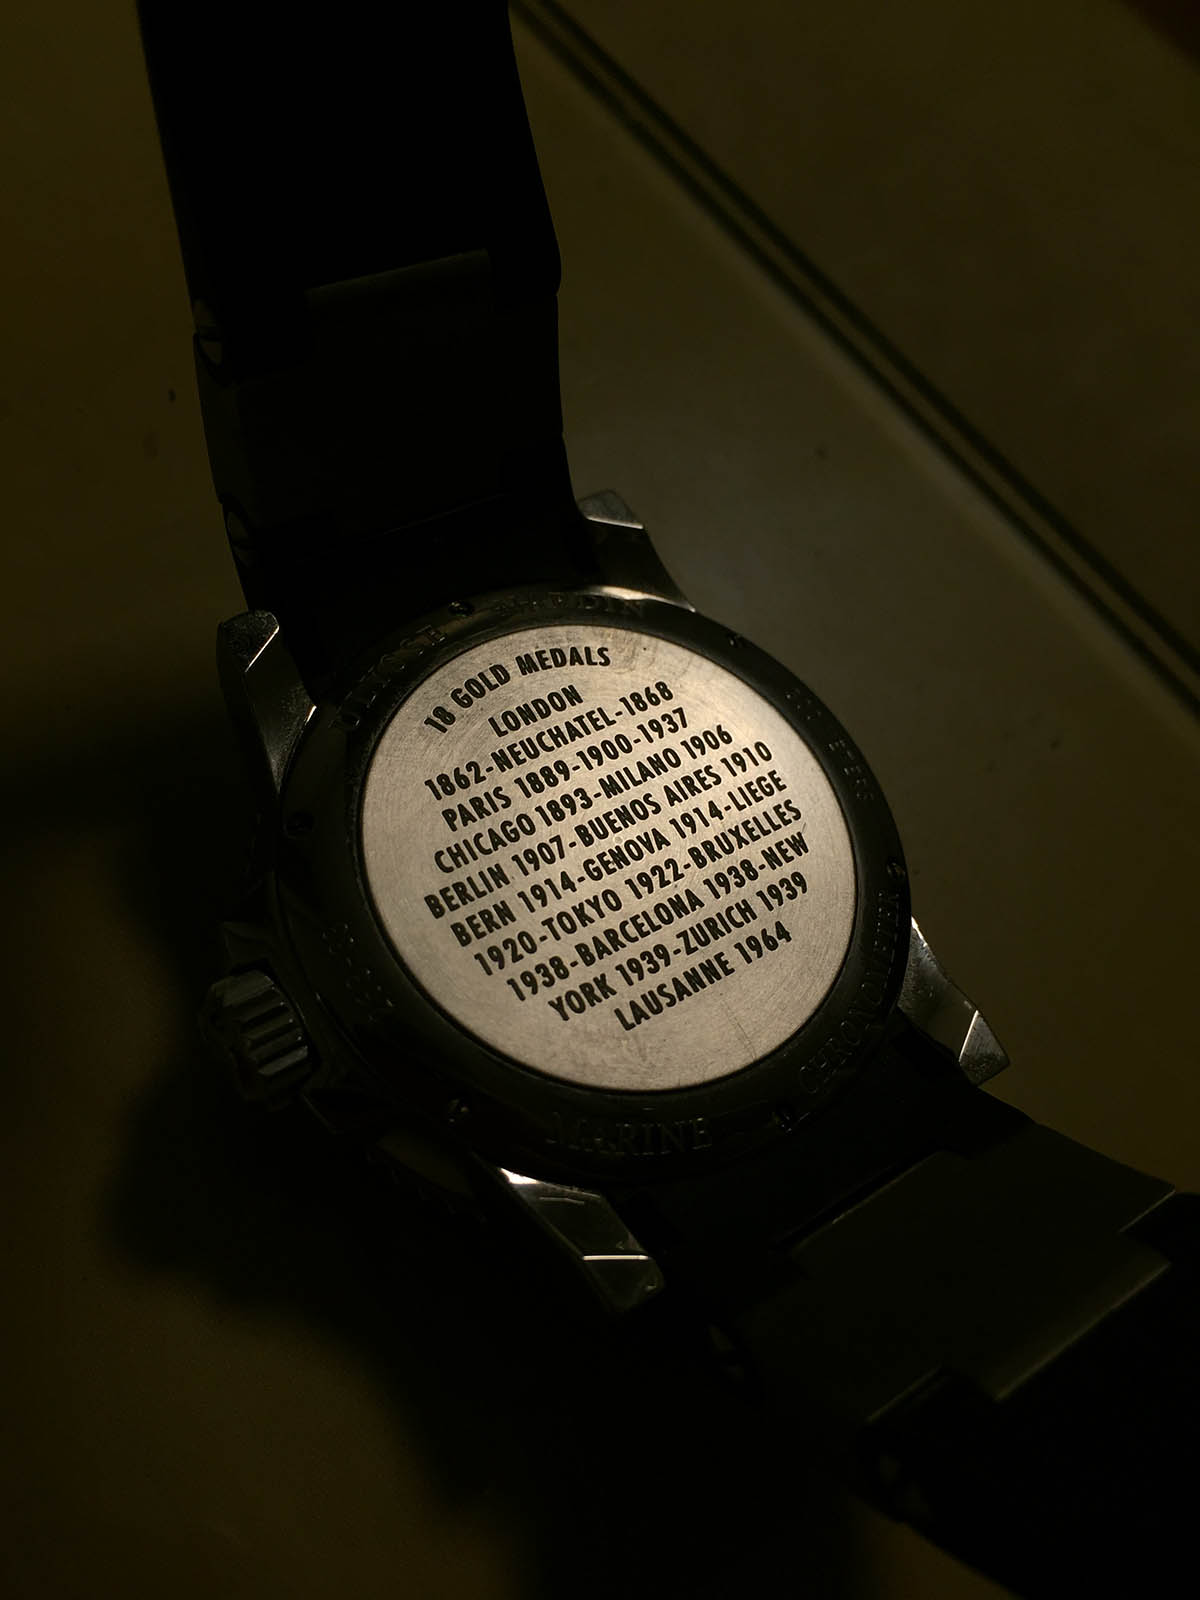 ULYSSE NARDIN
18 GOLD MEDALS
LONDON
1862-NEUCHATEL-1868
PARIS 1889-1900-1937
CHICAGO 1893-MILANO 1906
BERLIN 1907-BUENOS AIRES 1910
BERN 1914-GENOVA 1914-LIEGE
1920-TOKYO 1922-BRUXELLES
1938-BARCELONA 1938-NEW
YORK 1939-ZURICH 1939
LAUSANNE 1964
MARINE
CHRONOMETER